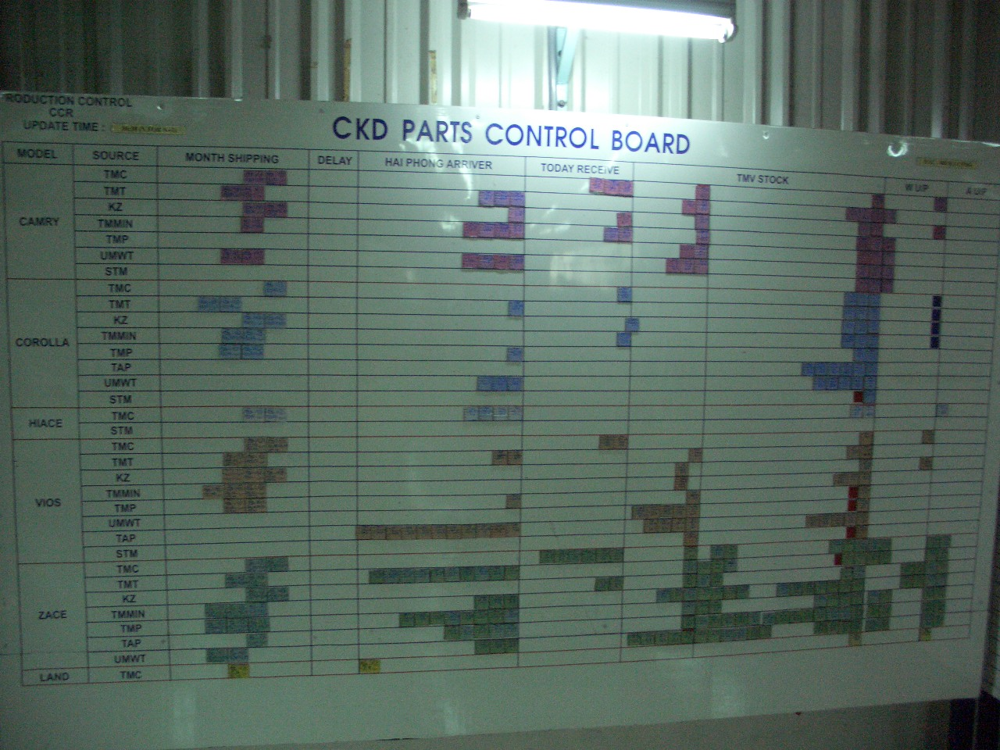 RODUCTION CONTROL
CCR
UPDATE TIME :
CKD PARTS CONTROL BOARD
MODEL SOURCE MONTH SHIPPING DELAY HAI PHONG ARRIVER TODAY RECEIVE TMV STOCK W UP A UP
CAMRY
TMC
TMT
KZ
TMMIN
TMP
UMWT
STM
COROLLA
TMC
TMT
KZ
TMMIN
TMP
TAP
UMWT
STM
HIACE
TMC
STM
VIOS
TMC
TMT
KZ
TMMIN
TMP
UMWT
TAP
STM
ZACE
TMC
TMT
KZ
TMMIN
TMP
TAP
UMWT
LAND
TMC